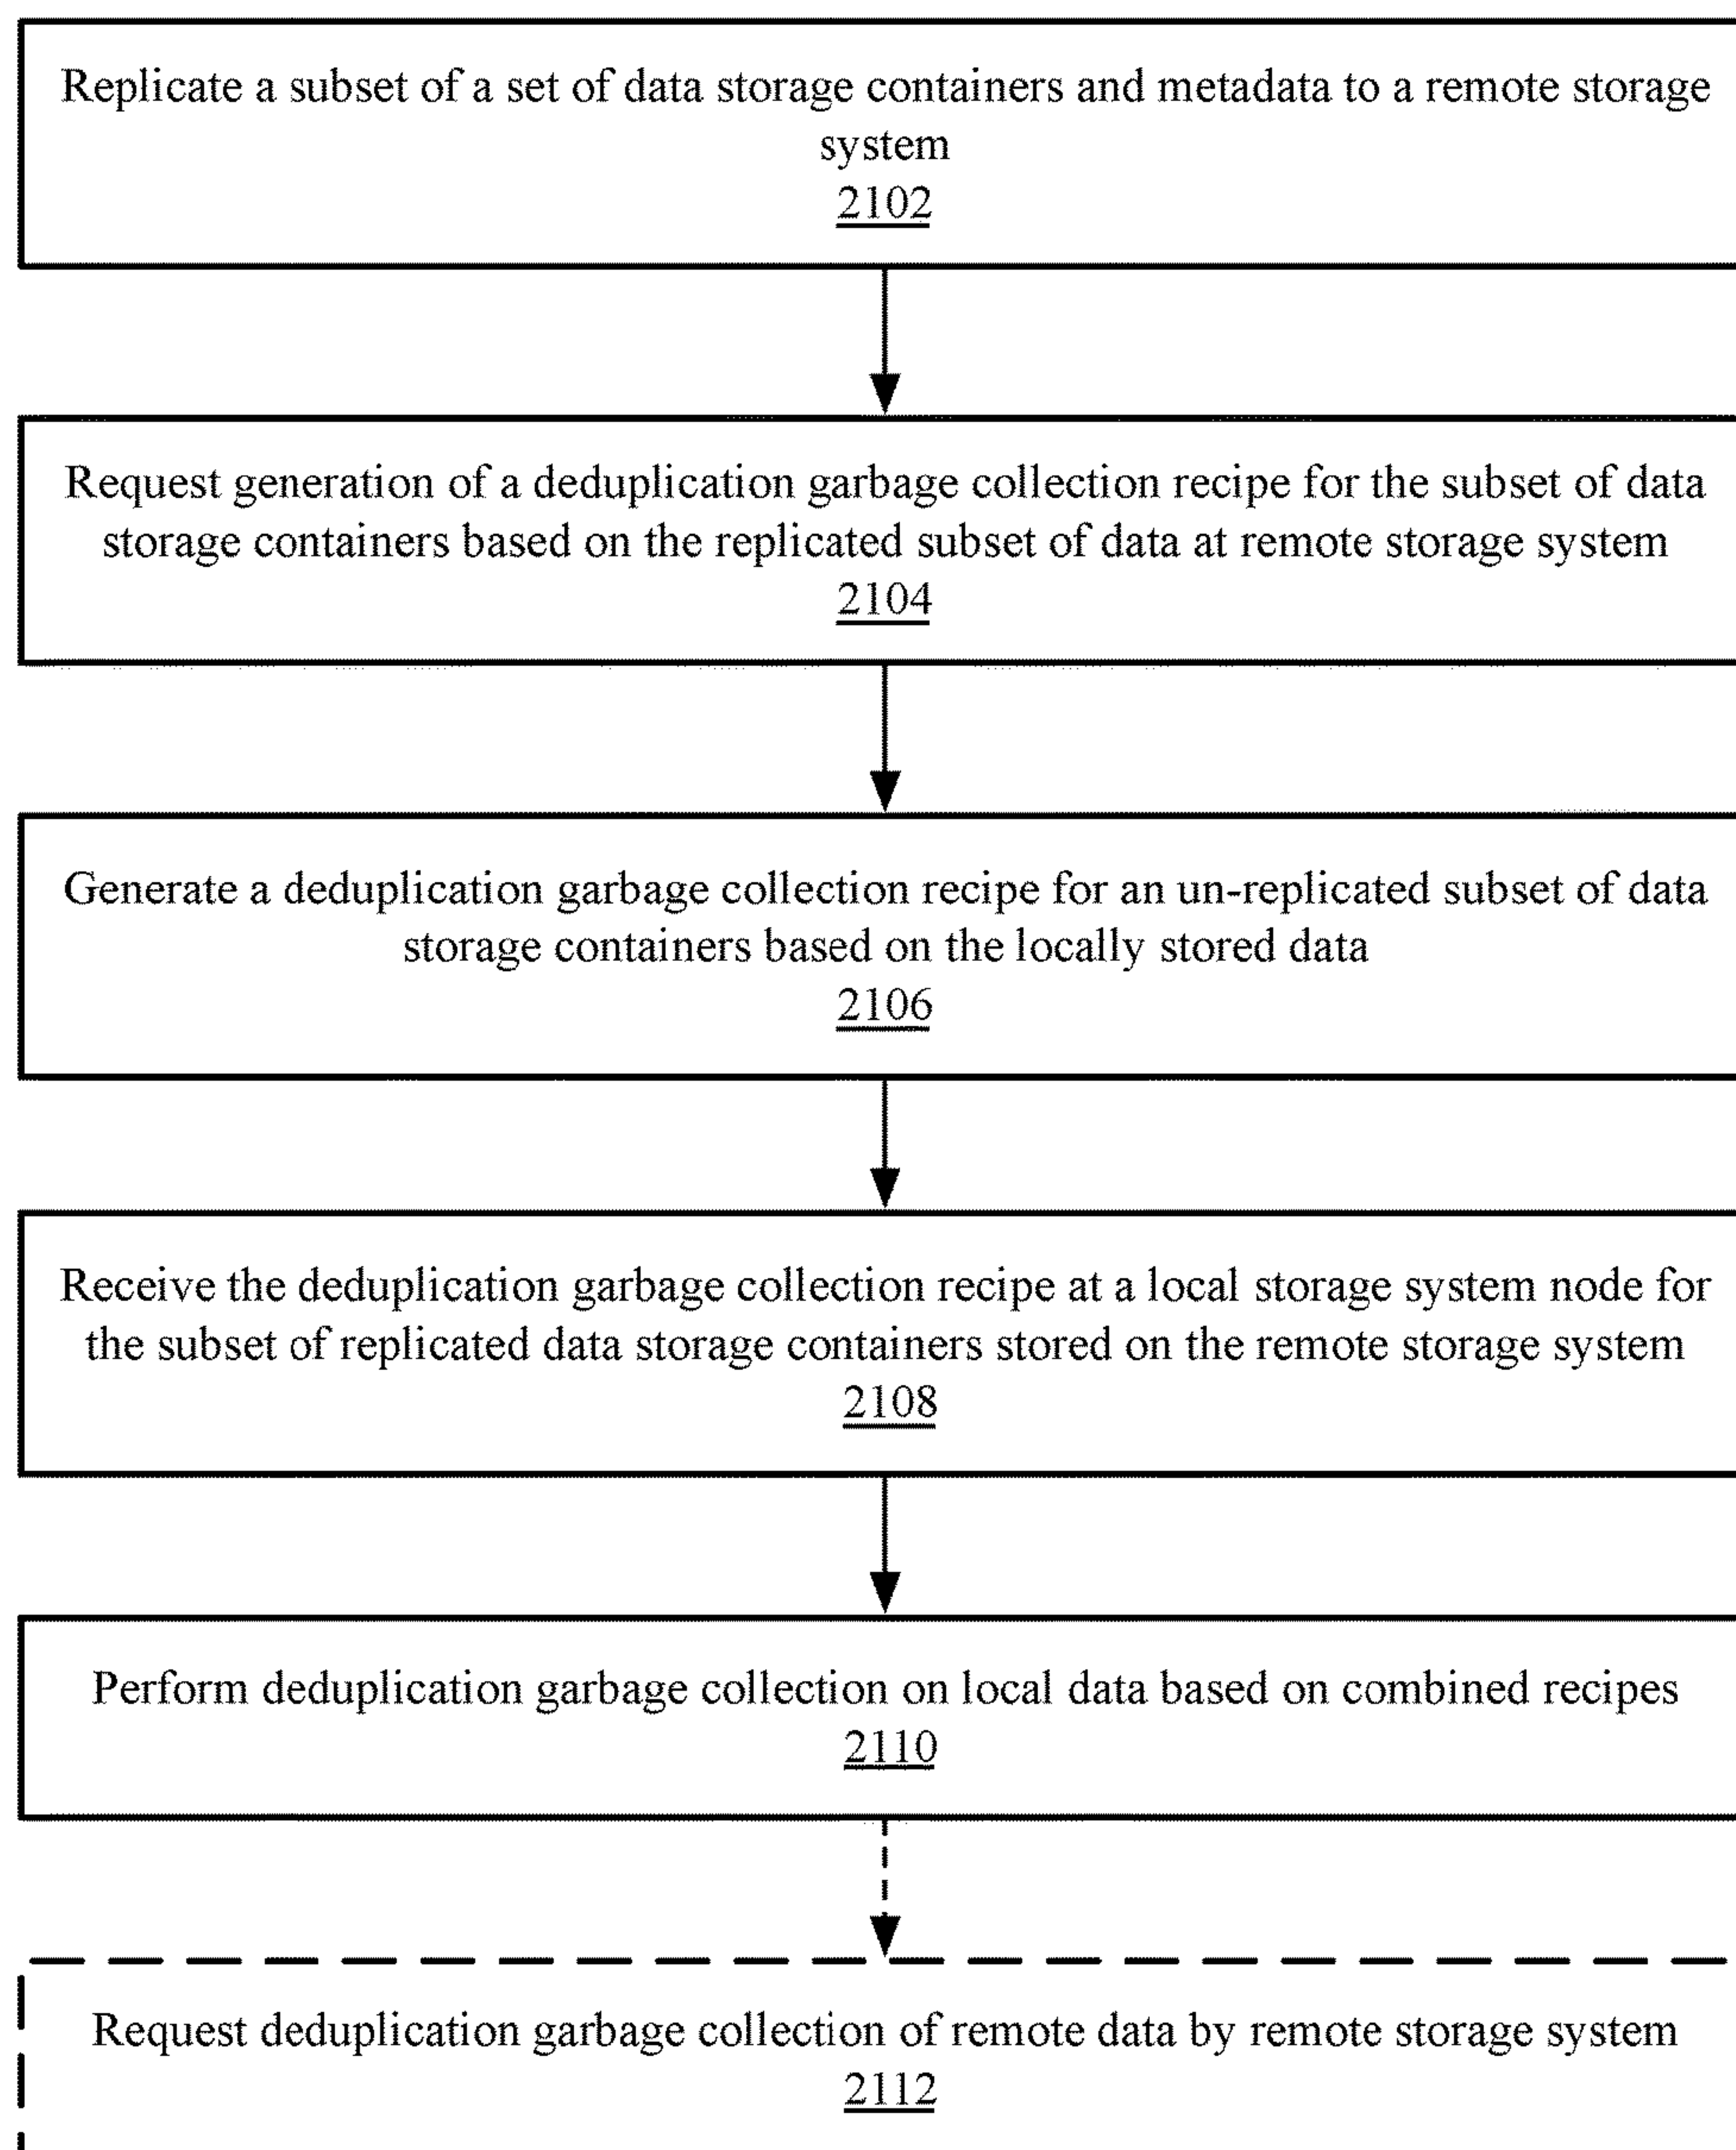 Replicate a subset of a set of data storage containers and metadata to a remote storage
system
2102
Request generation of a deduplication garbage collection recipe for the subset of data
storage containers based on the replicated subset of data at remote storage system
2104
Generate a deduplication garbage collection recipe for an un-replicated subset of data
storage containers based on the locally stored data
2106
Receive the deduplication garbage collection recipe at a local storage system node for
the subset of replicated data storage containers stored on the remote storage system
2108
Perform deduplication garbage collection on local data based on combined recipes
2110
Request deduplication garbage collection of remote data by remote storage system
2112